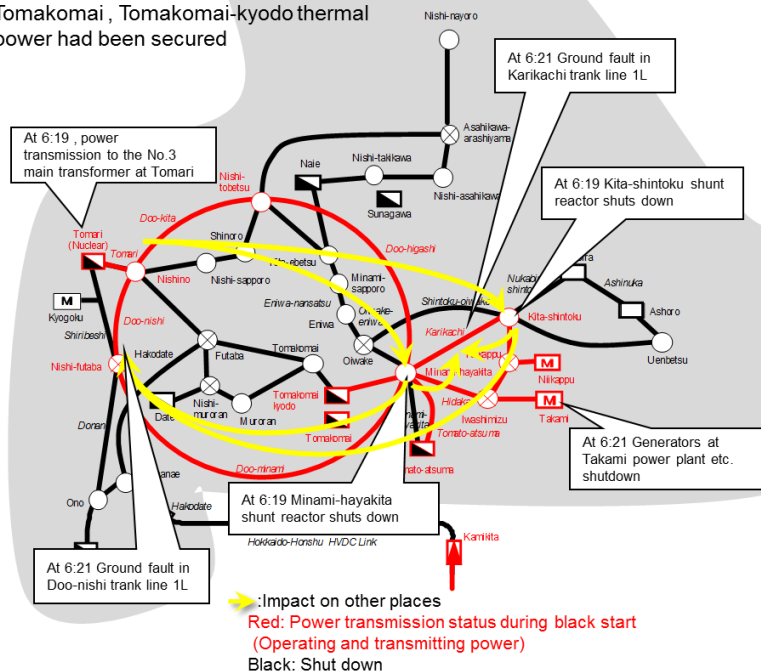 Tomakomai , Tomakomai-kyodo thermal
power had been secured
Nishi-nayoro
At 6:21 Ground fault in
Karikachi trank line 1L
Asahikawa-
arashiyama
At 6:19 , power
transmission to the No.3
main transformer at Tomari
Naie
Nishi-takikawa
Nishi-
tobetsu
Nishi-asahikawa
Sunagawa
At 6:19 Kita-shintoku shunt
reactor shuts down
Doo-kita
Tomari
(Nuclear)
Shinoro
Doo-higashi
Tomari
Nishino
Nishi-sapporo
Minami-
sapporo
Eniwa-nansatsu
Shintoku-oiwake
Ashinuka
M
Kyogoku
Eniwa
Karikachi
Kita-shintoku
Ashoro
Shiribeshi
Doo-nishi
Hakodate
Futaba
Tomakomai
Oiwake
Uenbetsu
Nishi-futaba
Minami-hayakita
M
Niikappu
Date
Nishi-
muroran
Muroran
Tomakomai
kyodo
Hidaka
M
Iwashimizu
Takami
Donan
Tomakomai
Tomato-atsuma
At 6:21 Generators at
Takami power plant etc.
shutdown
Doo-minami
Ono
Hakodate
At 6:19 Minami-hayakita
shunt reactor shuts down
Hokkaido-Honshu HVDC Link
Kamikita
At 6:21 Ground fault in
Doo-nishi trank line 1L
:Impact on other places
Red: Power transmission status during black start
(Operating and transmitting power)
Black: Shut down